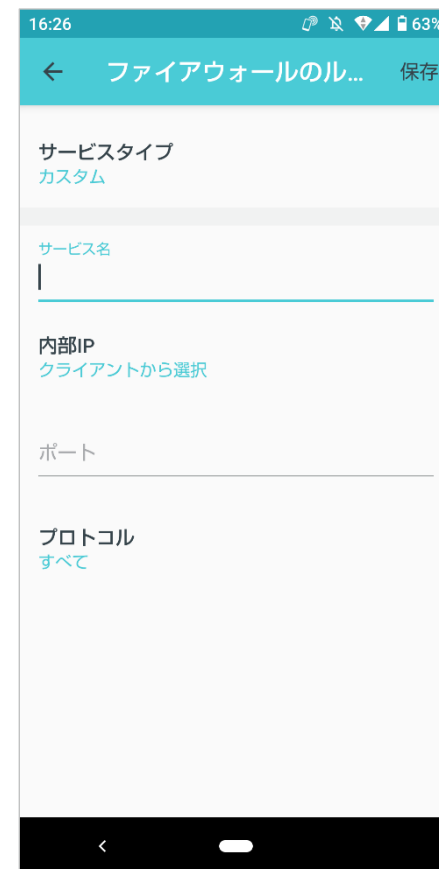 16:26 63%
ファイアウォールのル... 保存
サービスタイプ
カスタム
サービス名
内部IP
クライアントから選択
ポート
プロトコル
すべて